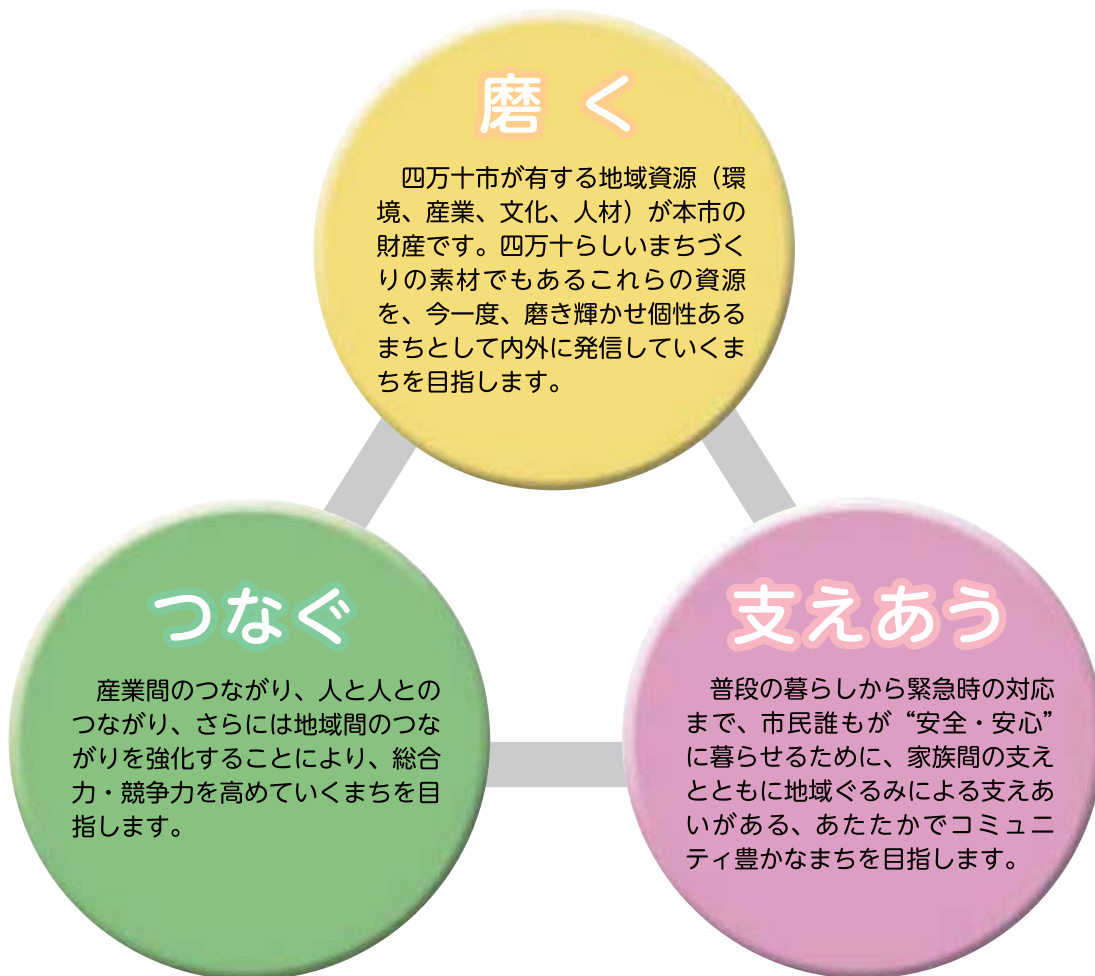 磨く
　四万十市が有する地域資源（環
境、産業、文化、人材）が本市の
財産です。四万十らしいまちづく
りの素材でもあるこれらの資源
を、今一度、磨き輝かせ個性ある
まちとして内外に発信していくま
ちを目指します。
つなぐ
　産業間のつながり、人と人との
つながり、さらには地域間のつな
がりを強化することにより、総合
力・競争力を高めていくまちを目
指します。
支えあう
　普段の暮らしから緊急時の対応
まで、市民誰もが“安全・安心”
に暮らせるために、家族間の支え
とともに地域ぐるみによる支えあ
いがある、あたたかでコミュニ
ティ豊かなまちを目指します。